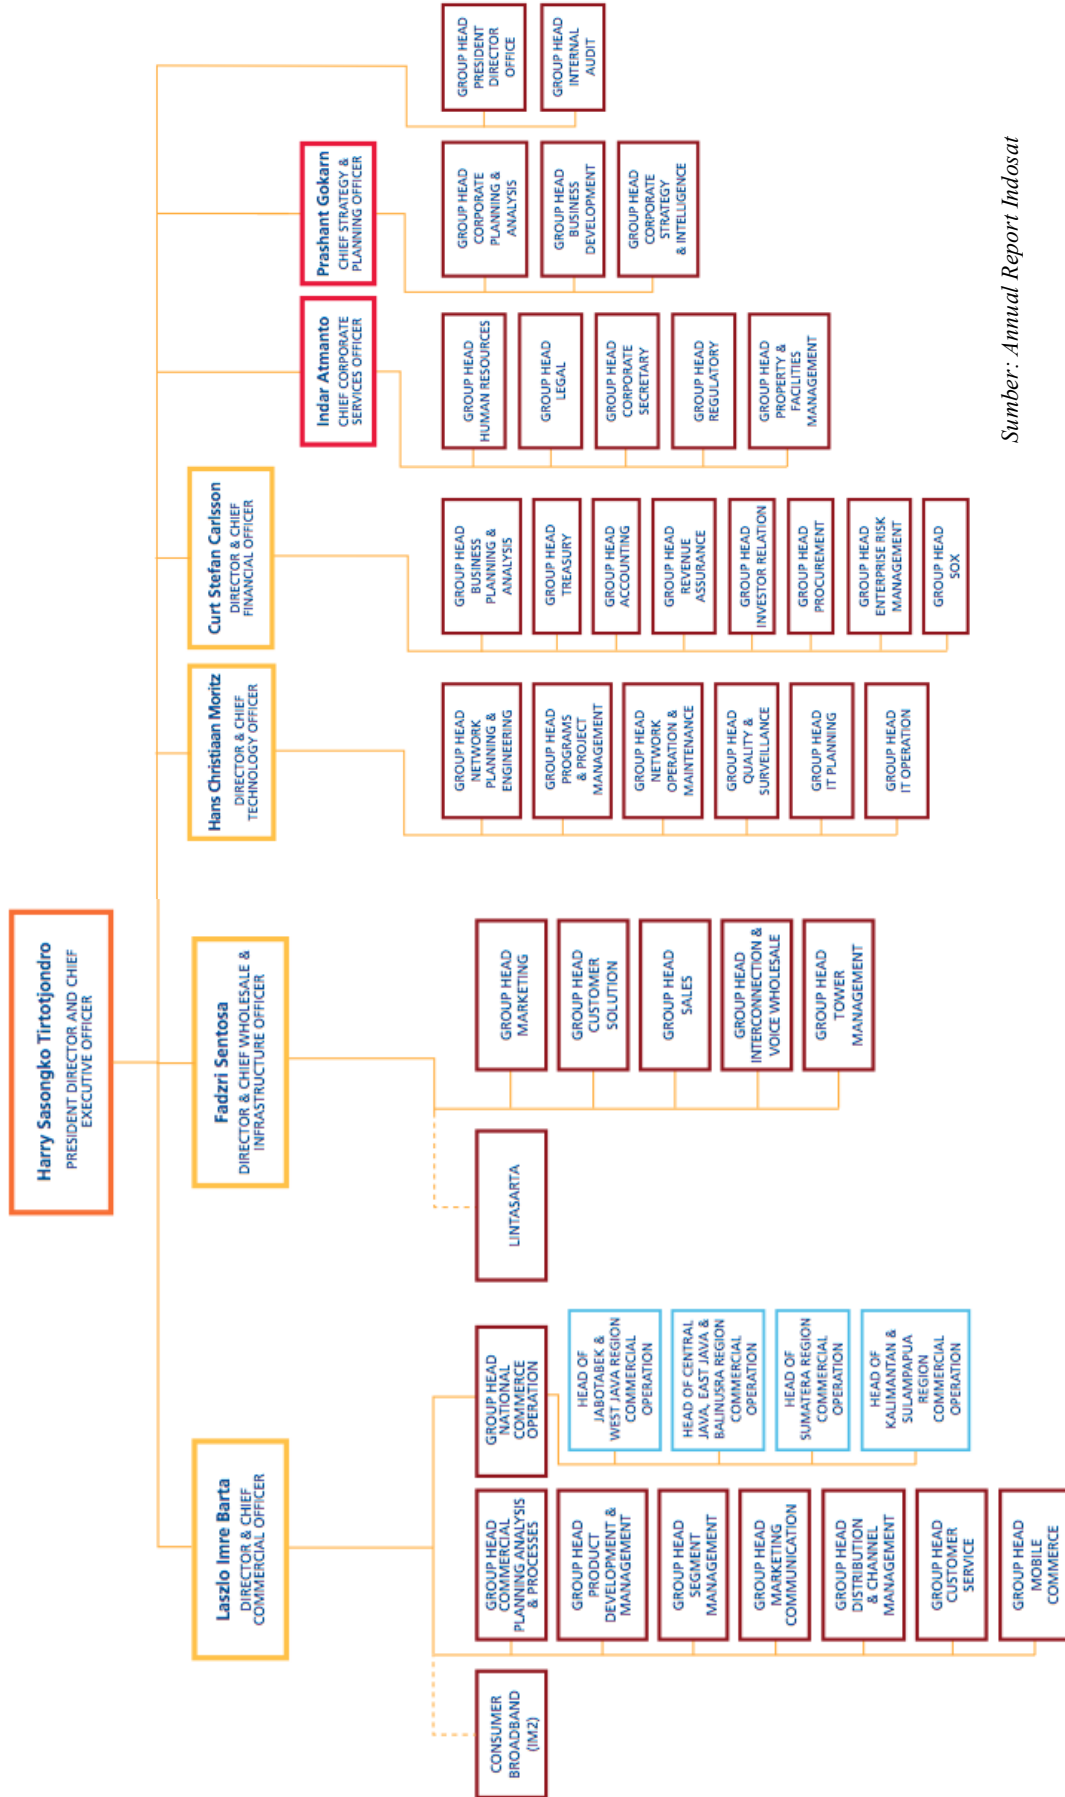 Harry Sasongko Tirtotjondro
PRESIDENT DIRECTOR AND CHIEF
EXECUTIVE OFFICER
Laszlo Imre Barta
DIRECTOR & CHIEF
COMMERCIAL OFFICER
Fadzri Sentosa
DIRECTOR & CHIEF WHOLESALE &
INFRASTRUCTURE OFFICER
Hans Christiaan Moritz
DIRECTOR & CHIEF
TECHNOLOGY OFFICER
Curt Stefan Carlsson
DIRECTOR & CHIEF
FINANCIAL OFFICER
Indar Atmanto
CHIEF CORPORATE
SERVICES OFFICER
Prashant Gokarn
CHIEF STRATEGY &
PLANNING OFFICER
CONSUMER
BROADBAND
(IM2)
GROUP HEAD
COMMERCIAL
PLANNING ANALYSIS
& PROCESSES
GROUP HEAD
PRODUCT
DEVELOPMENT &
MANAGEMENT
GROUP HEAD
SEGMENT
MANAGEMENT
GROUP HEAD
MARKETING
COMMUNICATION
GROUP HEAD
DISTRIBUTION
& CHANNEL
MANAGEMENT
GROUP HEAD
CUSTOMER
SERVICE
GROUP HEAD
MOBILE
COMMERCE
GROUP HEAD
NATIONAL
COMMERCE
OPERATION
HEAD OF
JABOTABEK &
WEST JAVA REGION
COMMERCIAL
OPERATION
HEAD OF CENTRAL
JAVA, EAST JAVA &
BALINUSRA REGION
COMMERCIAL
OPERATION
HEAD OF
SUMATERA REGION
COMMERCIAL
OPERATION
HEAD OF
KALIMANTAN &
SULAMPAPUA
REGION
COMMERCIAL
OPERATION
LINTASARTA
GROUP HEAD
MARKETING
GROUP HEAD
CUSTOMER
SOLUTION
GROUP HEAD
SALES
GROUP HEAD
INTERCONNECTION &
VOICE WHOLESALE
GROUP HEAD
TOWER
MANAGEMENT
GROUP HEAD
NETWORK
PLANNING &
ENGINEERING
GROUP HEAD
PROGRAMS
& PROJECT
MANAGEMENT
GROUP HEAD
NETWORK
OPERATION &
MAINTENANCE
GROUP HEAD
QUALITY &
SURVEILLANCE
GROUP HEAD
IT PLANNING
GROUP HEAD
IT OPERATION
GROUP HEAD
BUSINESS
PLANNING &
ANALYSIS
GROUP HEAD
TREASURY
GROUP HEAD
ACCOUNTING
GROUP HEAD
REVENUE
ASSURANCE
GROUP HEAD
INVESTOR RELATION
GROUP HEAD
PROCUREMENT
GROUP HEAD
ENTERPRISE RISK
MANAGEMENT
GROUP HEAD
SOX
GROUP HEAD
HUMAN RESOURCES
GROUP HEAD
LEGAL
GROUP HEAD
CORPORATE
SECRETARY
GROUP HEAD
REGULATORY
GROUP HEAD
PROPERTY &
FACILITIES
MANAGEMENT
GROUP HEAD
CORPORATE
PLANNING &
ANALYSIS
GROUP HEAD
BUSINESS
DEVELOPMENT
GROUP HEAD
CORPORATE
STRATEGY
& INTELLIGENCE
GROUP HEAD
PRESIDENT
DIRECTOR
OFFICE
GROUP HEAD
INTERNAL
AUDIT
Sumber: Annual Report Indosat